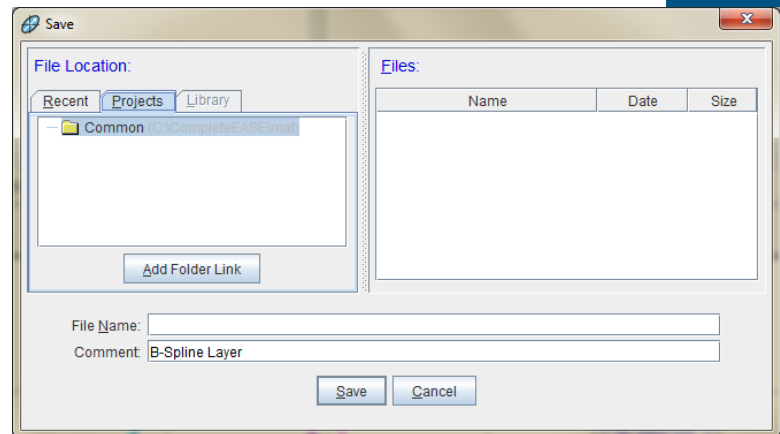 Save
File Location:
Recent Projects Library
Common (C:\CompleteEASE\mat)
Add Folder Link
Files:
Name Date Size
File Name:
Comment: B-Spline Layer
Save Cancel